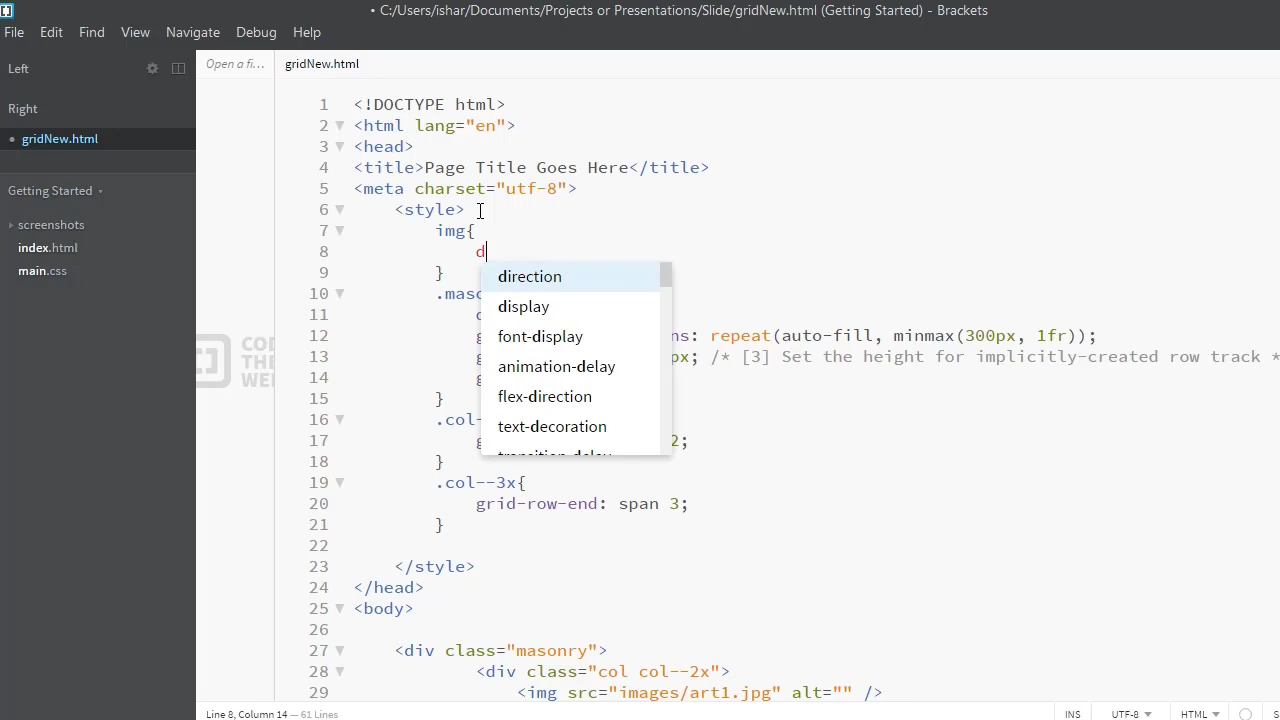 • C:/Users/ishar/Documents/Projects or Presentations/Slide/gridNew.html (Getting Started) - Brackets
File Edit Find View Navigate Debug Help
Left
Right
• gridNew.html
Getting Started
screenshots
index.html
main.css
Open a fi... gridNew.html
1 <!DOCTYPE html>
2 <html lang="en">
3 <head>
4 <title>Page Title Goes Here</title>
5 <meta charset="utf-8">
6 <style>
7 img{
8 d
9 }
10 .masc
11
12 ns: repeat(auto-fill, minmax(300px, 1fr));
13 px; /* [3] Set the height for implicitly-created row track *
14
15 }
16 .col-
17 2;
18 }
19 .col--3x{
20 grid-row-end: span 3;
21 }
22
23 </style>
24 </head>
25 <body>
26
27 <div class="masonry">
28 <div class="col col--2x">
29 <img src="images/art1.jpg" alt="" />
direction
display
font-display
animation-delay
flex-direction
text-decoration
transition-delay
COD
THE
WEB
Line 8, Column 14 — 61 Lines
INS UTF-8 HTML